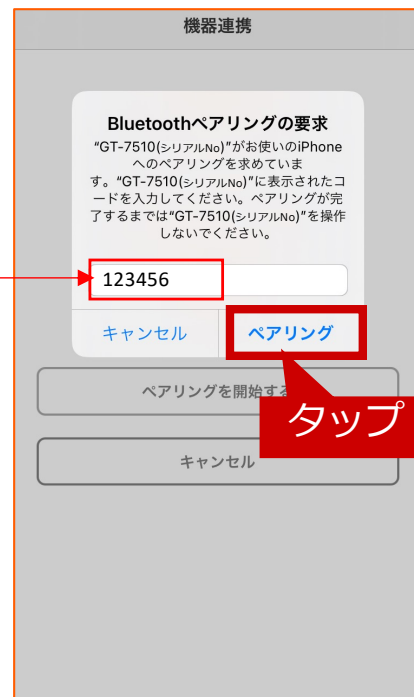 機器連携
Bluetoothペアリングの要求
"GT-7510(シリアルNo)"がお使いのiPhone
へのペアリングを求めていま
す。"GT-7510(シリアルNo)"に表示されたコ
ードを入力してください。ペアリングが完
了するまでは"GT-7510(シリアルNo)"を操作
しないでください。
123456
キャンセル ペアリング
ペアリングを開始する
タップ
キャンセル